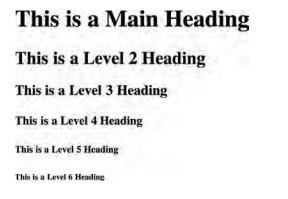 This is a Main Heading
This is a Level 2 Heading
This is a Level 3 Heading
This is a Level 4 Heading
This is a Level 5 Heading
This is a Level 6 Heading